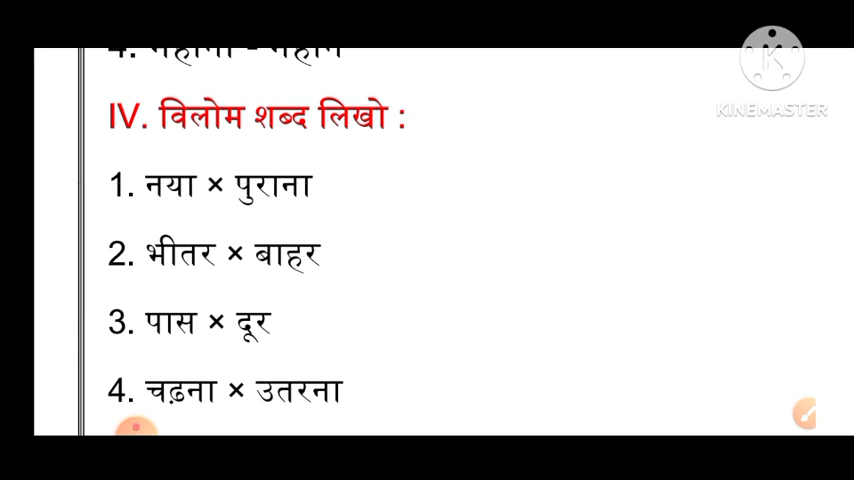 KINEMASTER
IV. विलोम शब्द लिखो :
1. नया × पुराना
2. भीतर × बाहर
3. पास × दूर
4. चढ़ना × उतरना